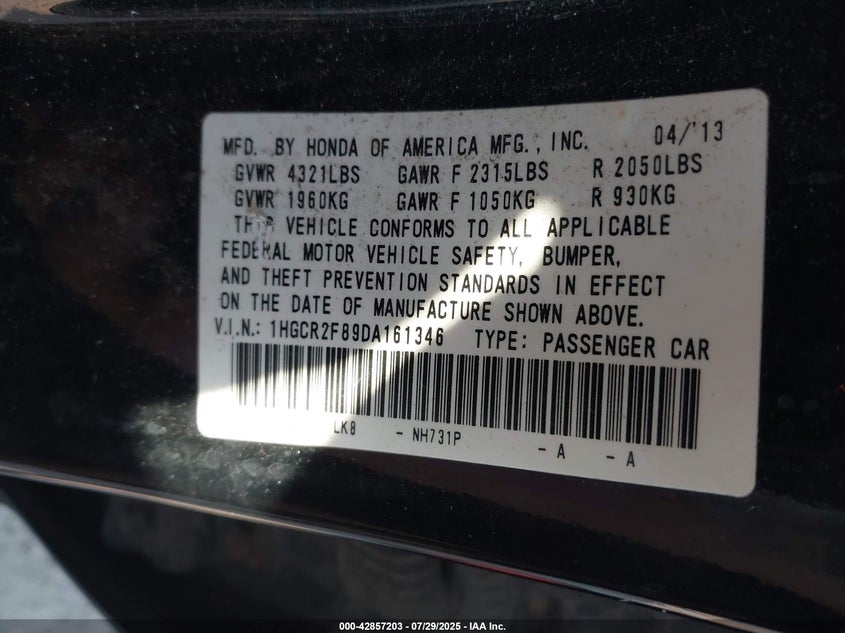 MFD. BY HONDA OF AMERICA MFG., INC. 04/'13
GVWR 4321LBS GAWR F 2315LBS R 2050LBS
GVWR 1960KG GAWR F 1050KG R 930KG
THIS VEHICLE CONFORMS TO ALL APPLICABLE
FEDERAL MOTOR VEHICLE SAFETY, BUMPER,
AND THEFT PREVENTION STANDARDS IN EFFECT
ON THE DATE OF MANUFACTURE SHOWN ABOVE.
V.I.N.: 1HGCR2F89DA161346 TYPE: PASSENGER CAR
LK8 - NH731P - A - A
000-42857203 / 07/29/2025 - IAA Inc.